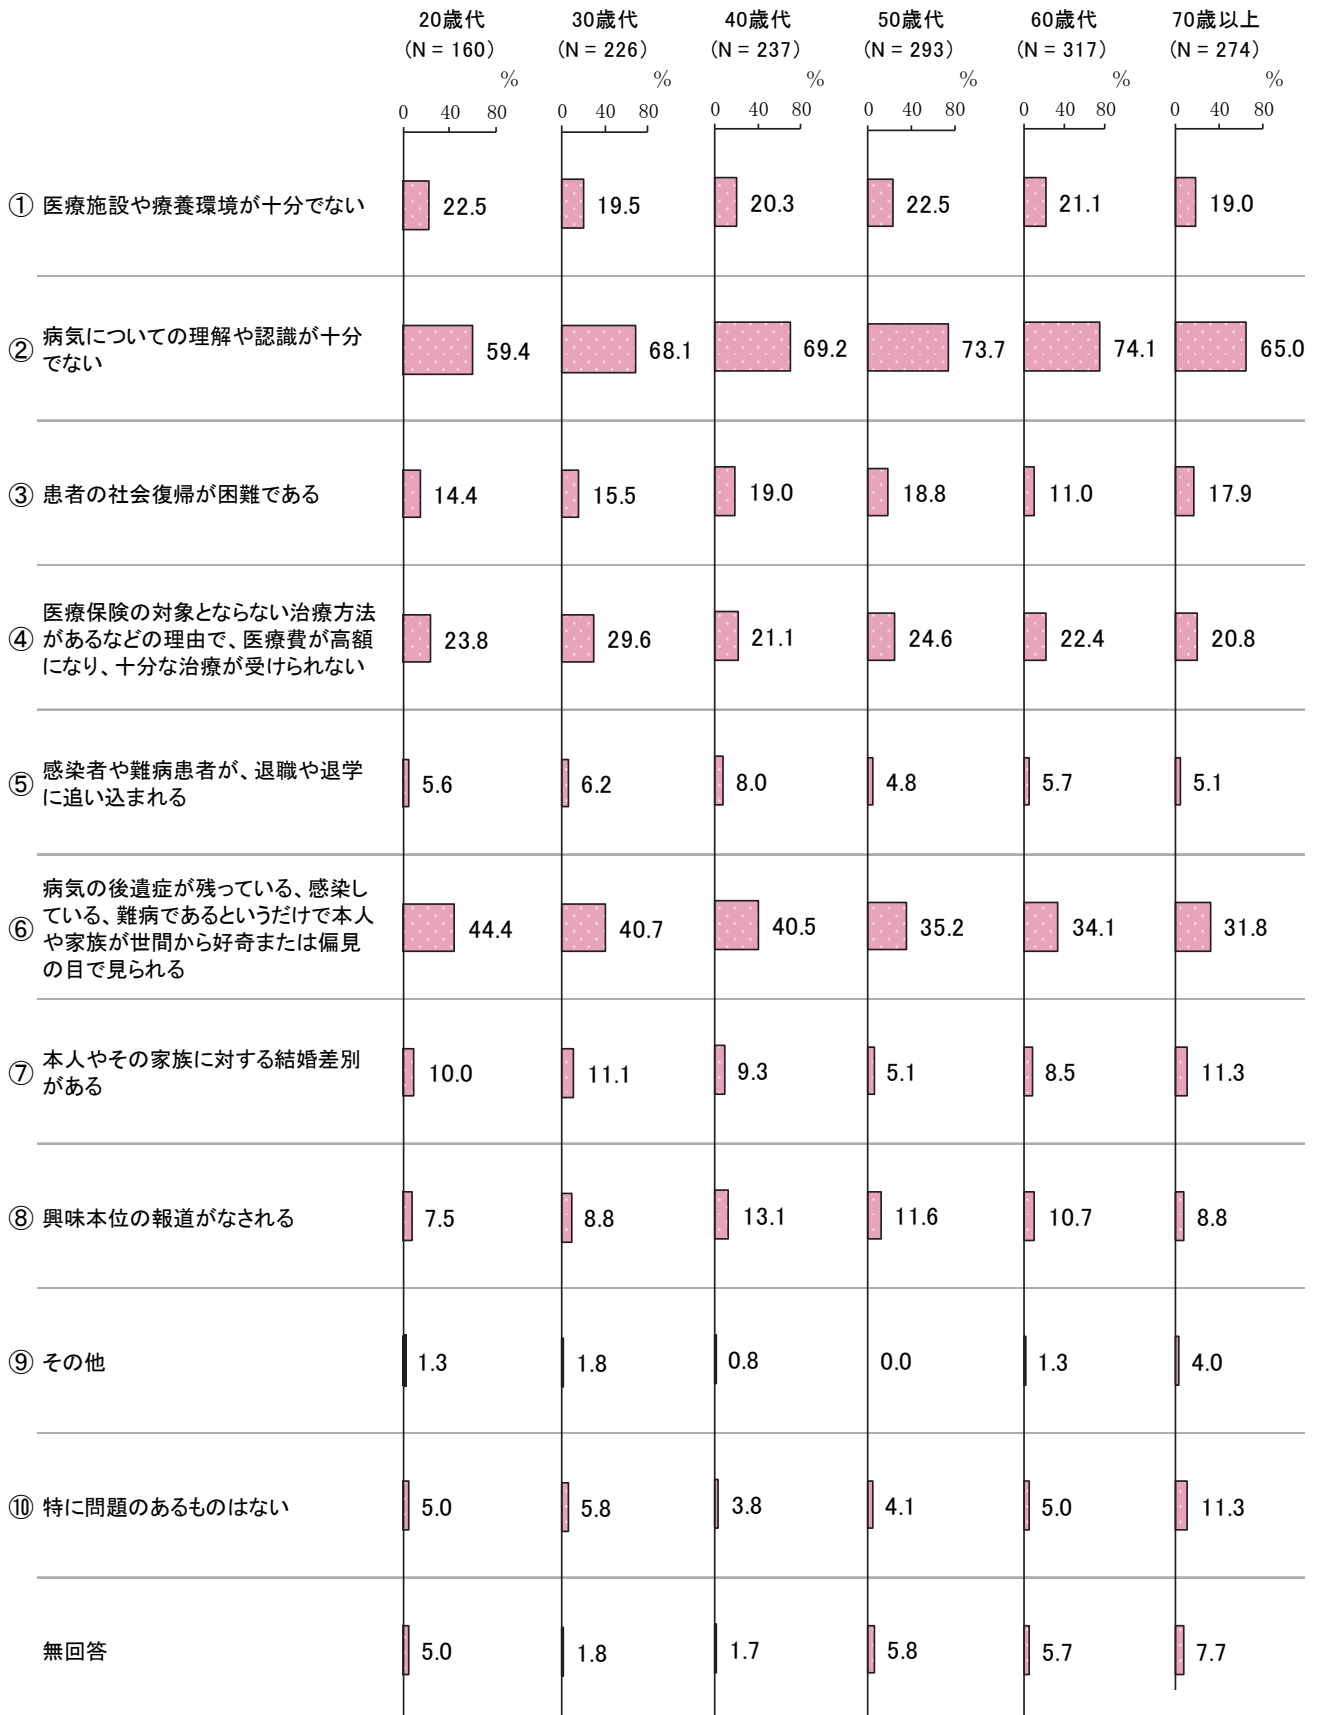 20歳代 30歳代 40歳代 50歳代 60歳代 70歳以上
(N = 160) (N = 226) (N = 237) (N = 293) (N = 317) (N = 274)
% % % % % %
0 40 80 0 40 80 0 40 80 0 40 80 0 40 80 0 40 80
① 医療施設や療養環境が十分でない 22.5 19.5 20.3 22.5 21.1 19.0
② 病気についての理解や認識が十分
でない 59.4 68.1 69.2 73.7 74.1 65.0
③ 患者の社会復帰が困難である 14.4 15.5 19.0 18.8 11.0 17.9
④ 医療保険の対象とならない治療方法
があるなどの理由で、医療費が高額
になり、十分な治療が受けられない 23.8 29.6 21.1 24.6 22.4 20.8
⑤ 感染者や難病患者が、退職や退学
に追い込まれる 5.6 6.2 8.0 4.8 5.7 5.1
⑥ 病気の後遺症が残っている、感染し
ている、難病であるというだけで本人
や家族が世間から好奇または偏見
の目で見られる 44.4 40.7 40.5 35.2 34.1 31.8
⑦ 本人やその家族に対する結婚差別
がある 10.0 11.1 9.3 5.1 8.5 11.3
⑧ 興味本位の報道がなされる 7.5 8.8 13.1 11.6 10.7 8.8
⑨ その他 1.3 1.8 0.8 0.0 1.3 4.0
⑩ 特に問題のあるものはない 5.0 5.8 3.8 4.1 5.0 11.3
無回答 5.0 1.8 1.7 5.8 5.7 7.7